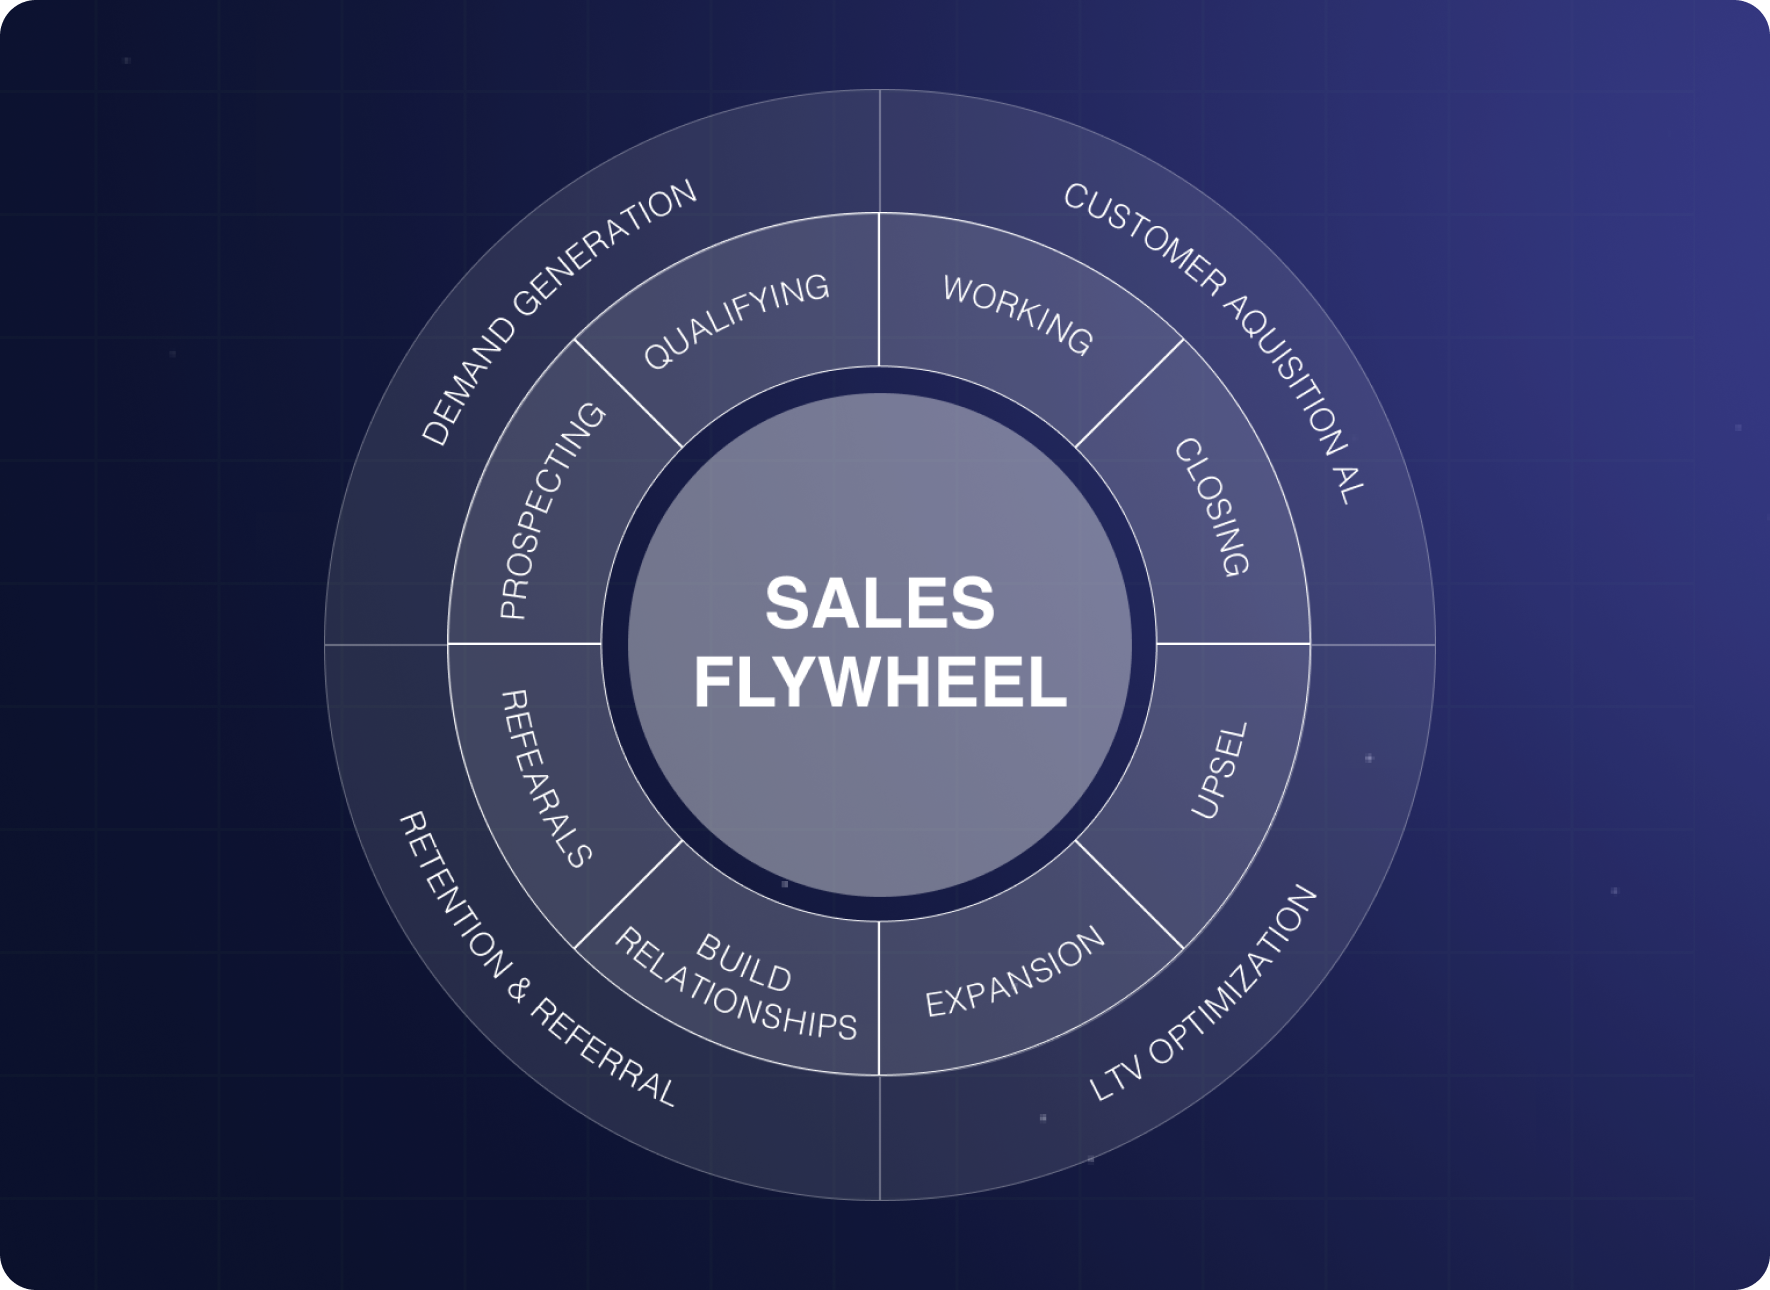 DEMAND GENERATION
CUSTOMER AQUISITION AL
QUALIFYING
WORKING
PROSPECTING
CLOSING
SALES
FLYWHEEL
REFEARALS
UPSEL
BUILD
RELATIONSHIPS
EXPANSION
RETENTION & REFERRAL
LTV OPTIMIZATION